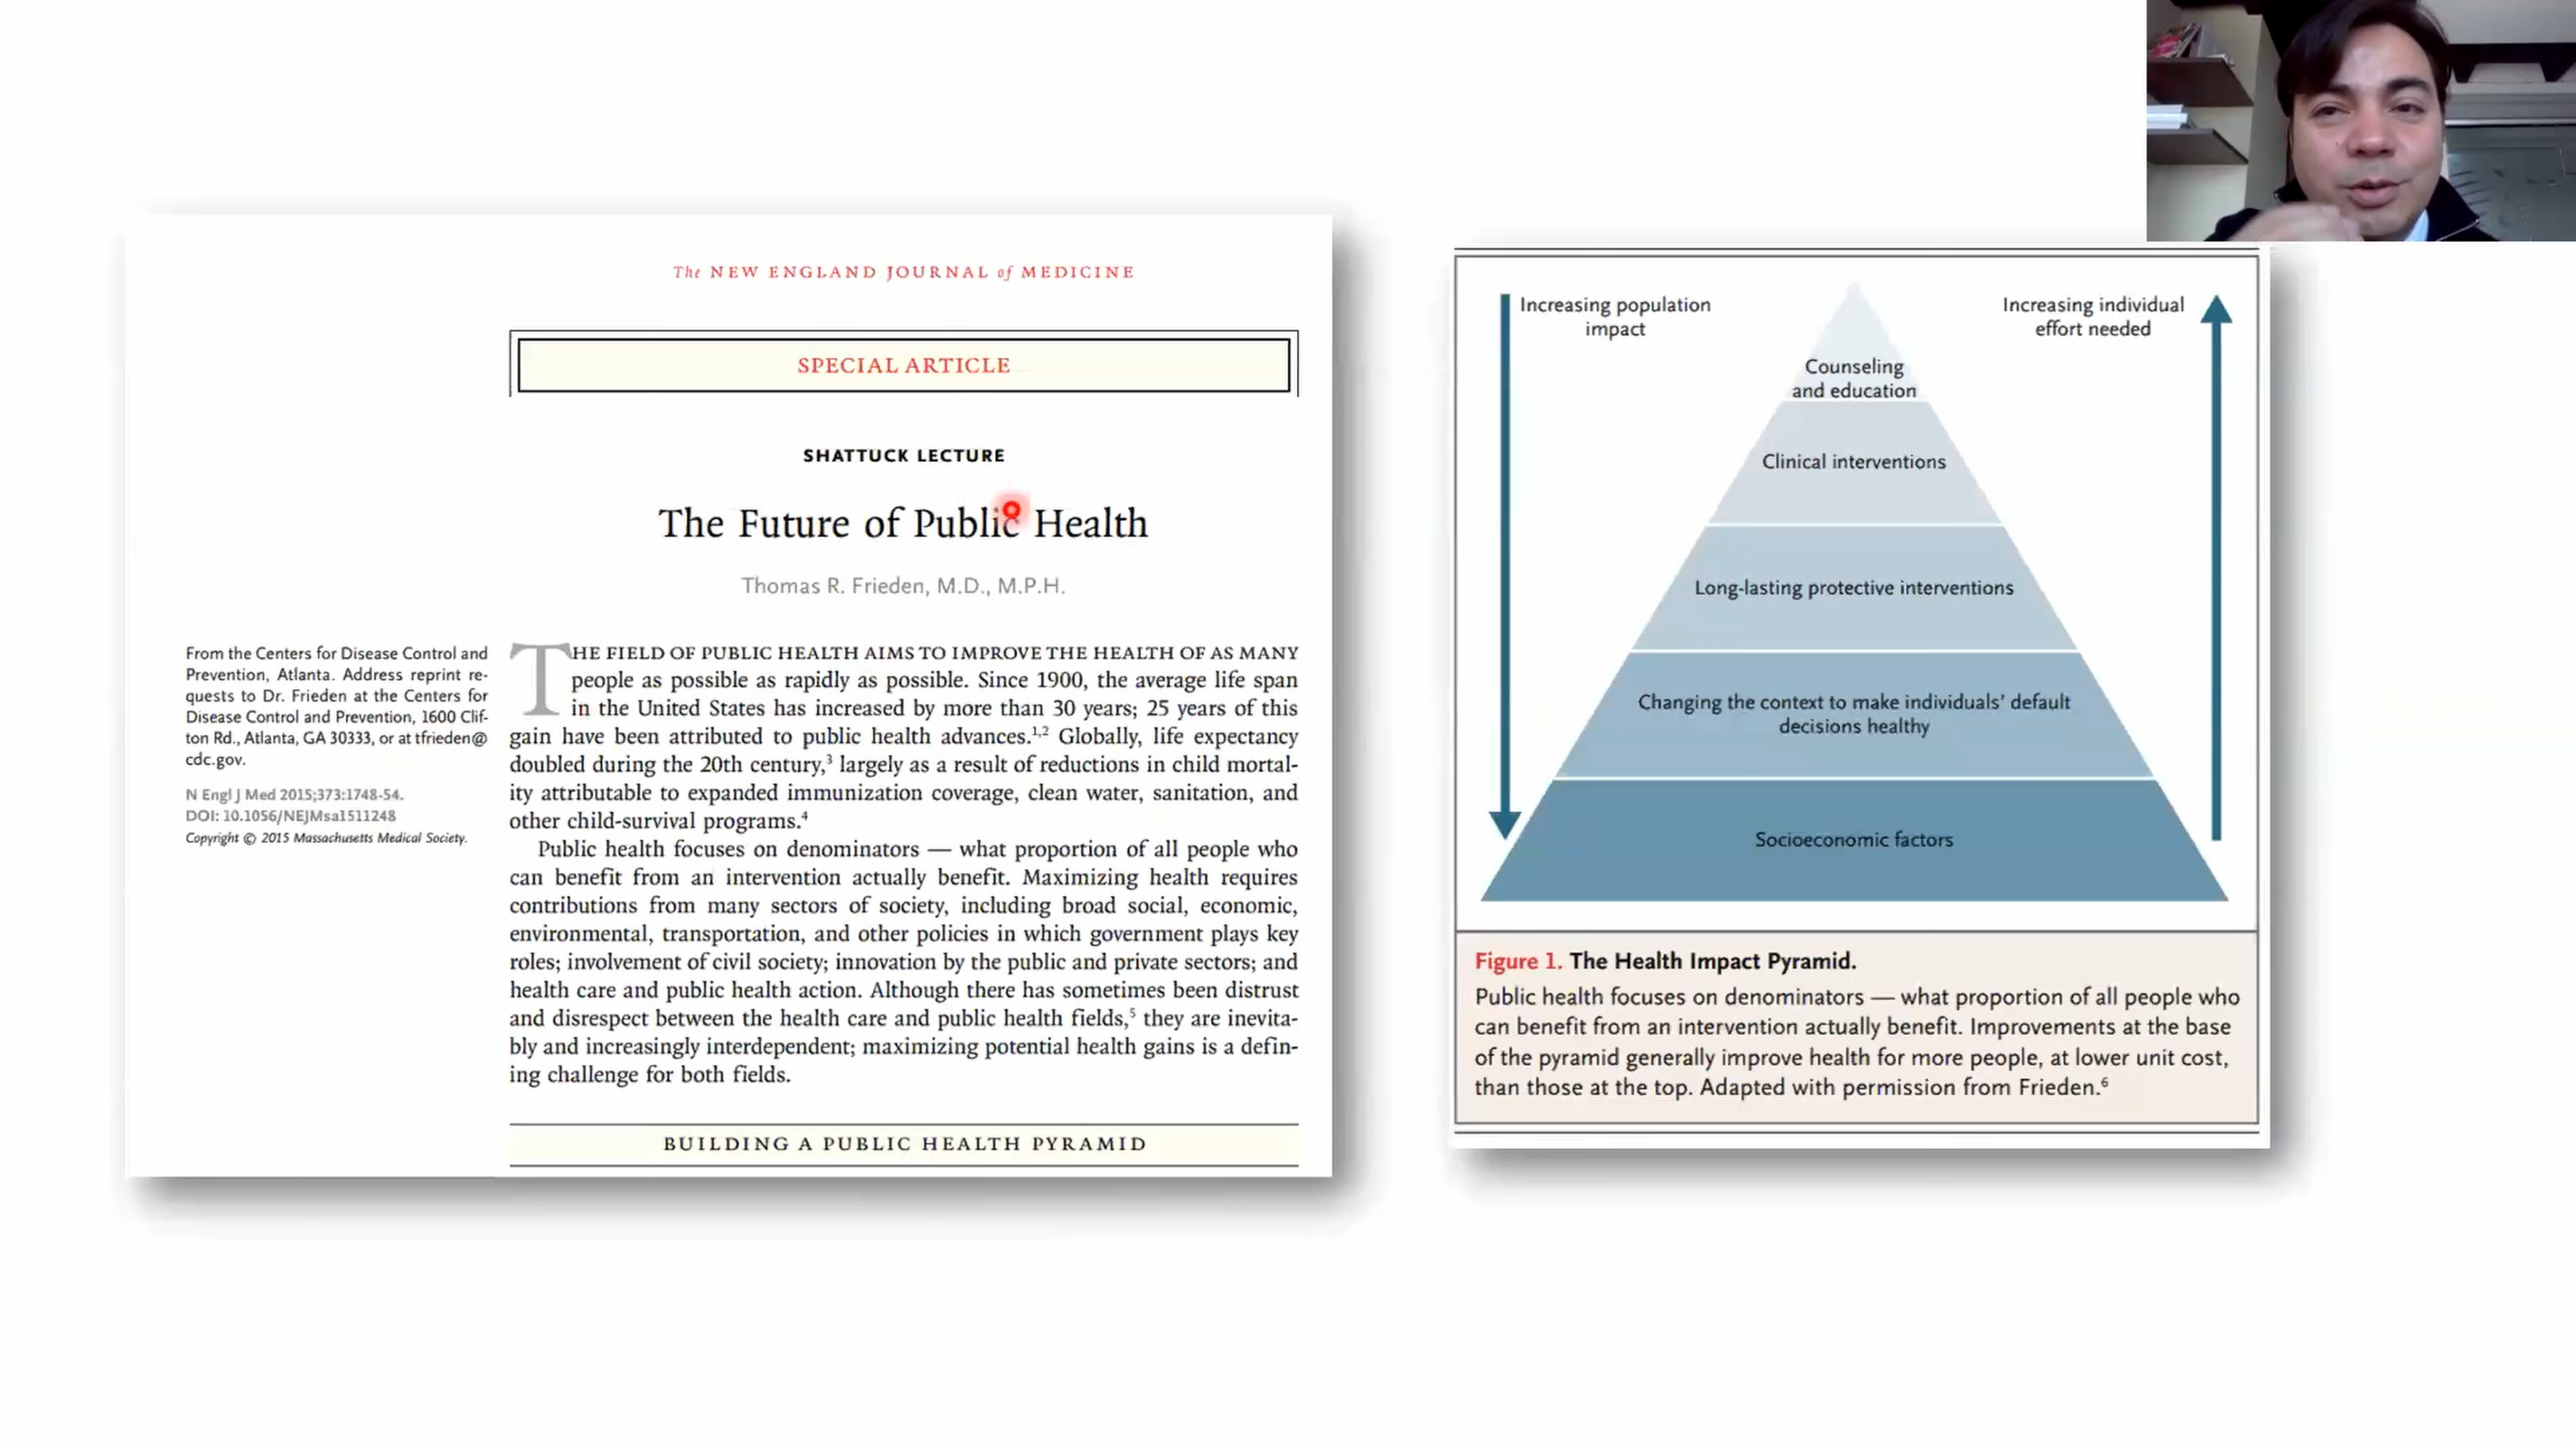 The NEW ENGLAND JOURNAL of MEDICINE
SPECIAL ARTICLE
SHATTUCK LECTURE
The Future of Public Health
Thomas R. Frieden, M.D., M.P.H.
From the Centers for Disease Control and
Prevention, Atlanta. Address reprint re-
quests to Dr. Frieden at the Centers for
Disease Control and Prevention, 1600 Clif-
ton Rd., Atlanta, GA 30333, or at tfrieden@
cdc.gov.
N Engl J Med 2015;373:1748-54.
DOI: 10.1056/NEJMsa1511248
Copyright © 2015 Massachusetts Medical Society.
THE FIELD OF PUBLIC HEALTH AIMS TO IMPROVE THE HEALTH OF AS MANY
people as possible as rapidly as possible. Since 1900, the average life span
in the United States has increased by more than 30 years; 25 years of this
gain have been attributed to public health advances.1,2 Globally, life expectancy
doubled during the 20th century,3 largely as a result of reductions in child mortal-
ity attributable to expanded immunization coverage, clean water, sanitation, and
other child-survival programs.4
Public health focuses on denominators — what proportion of all people who
can benefit from an intervention actually benefit. Maximizing health requires
contributions from many sectors of society, including broad social, economic,
environmental, transportation, and other policies in which government plays key
roles; involvement of civil society; innovation by the public and private sectors; and
health care and public health action. Although there has sometimes been distrust
and disrespect between the health care and public health fields,5 they are inevita-
bly and increasingly interdependent; maximizing potential health gains is a defin-
ing challenge for both fields.
BUILDING A PUBLIC HEALTH PYRAMID
Increasing population
impact
Increasing individual
effort needed
Counseling
and education
Clinical interventions
Long-lasting protective interventions
Changing the context to make individuals' default
decisions healthy
Socioeconomic factors
Figure 1. The Health Impact Pyramid.
Public health focuses on denominators — what proportion of all people who
can benefit from an intervention actually benefit. Improvements at the base
of the pyramid generally improve health for more people, at lower unit cost,
than those at the top. Adapted with permission from Frieden.6